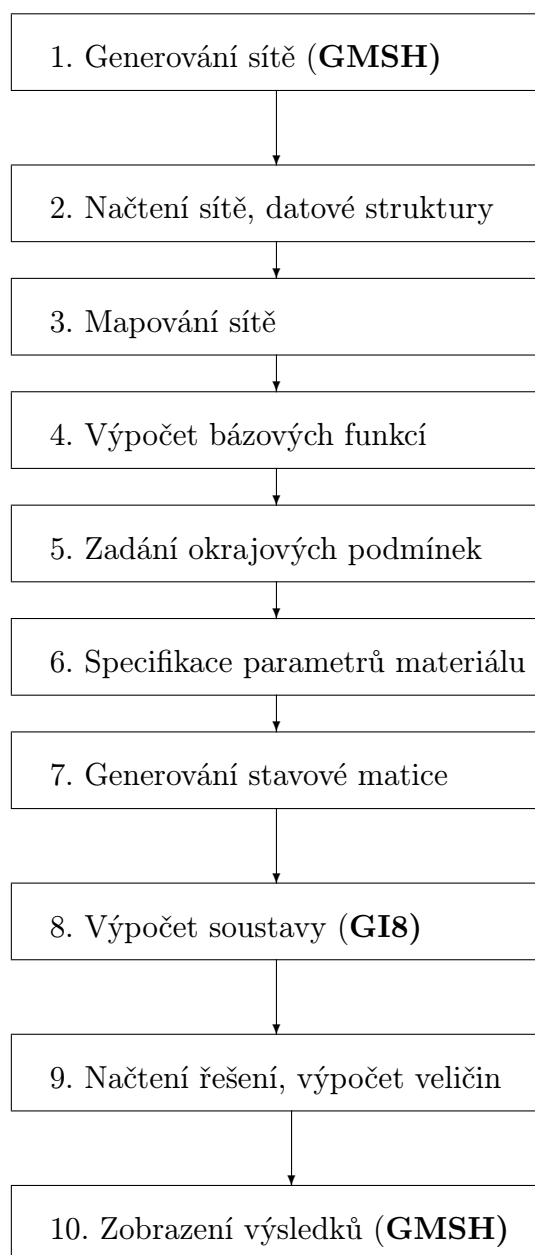 1. Generování sítě (GMSH)
2. Načtení sítě, datové struktury
3. Mapování sítě
4. Výpočet bázových funkcí
5. Zadání okrajových podmínek
6. Specifikace parametrů materiálu
7. Generování stavové matice
8. Výpočet soustavy (GI8)
9. Načtení řešení, výpočet veličin
10. Zobrazení výsledků (GMSH)